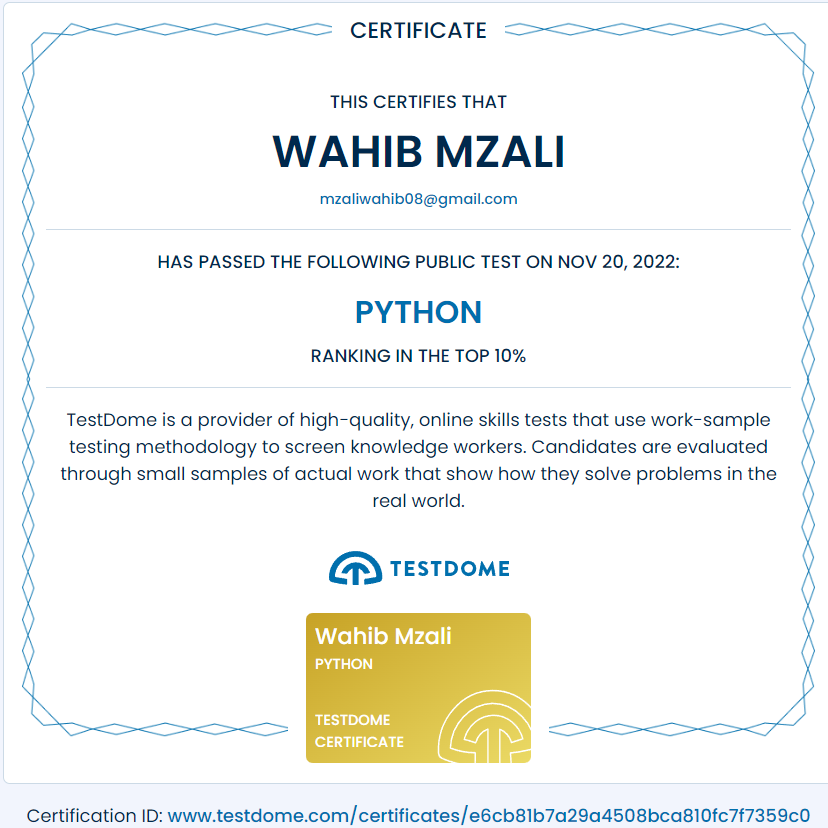 CERTIFICATE
THIS CERTIFIES THAT
WAHIB MZALI
mzaliwahib08@gmail.com
HAS PASSED THE FOLLOWING PUBLIC TEST ON NOV 20, 2022:
PYTHON
RANKING IN THE TOP 10%
TestDome is a provider of high-quality, online skills tests that use work-sample
testing methodology to screen knowledge workers. Candidates are evaluated
through small samples of actual work that show how they solve problems in the
real world.
TESTDOME
Wahib Mzali
PYTHON
TESTDOME
CERTIFICATE
Certification ID: www.testdome.com/certificates/e6cb81b7a29a4508bca810fc7f7359c0